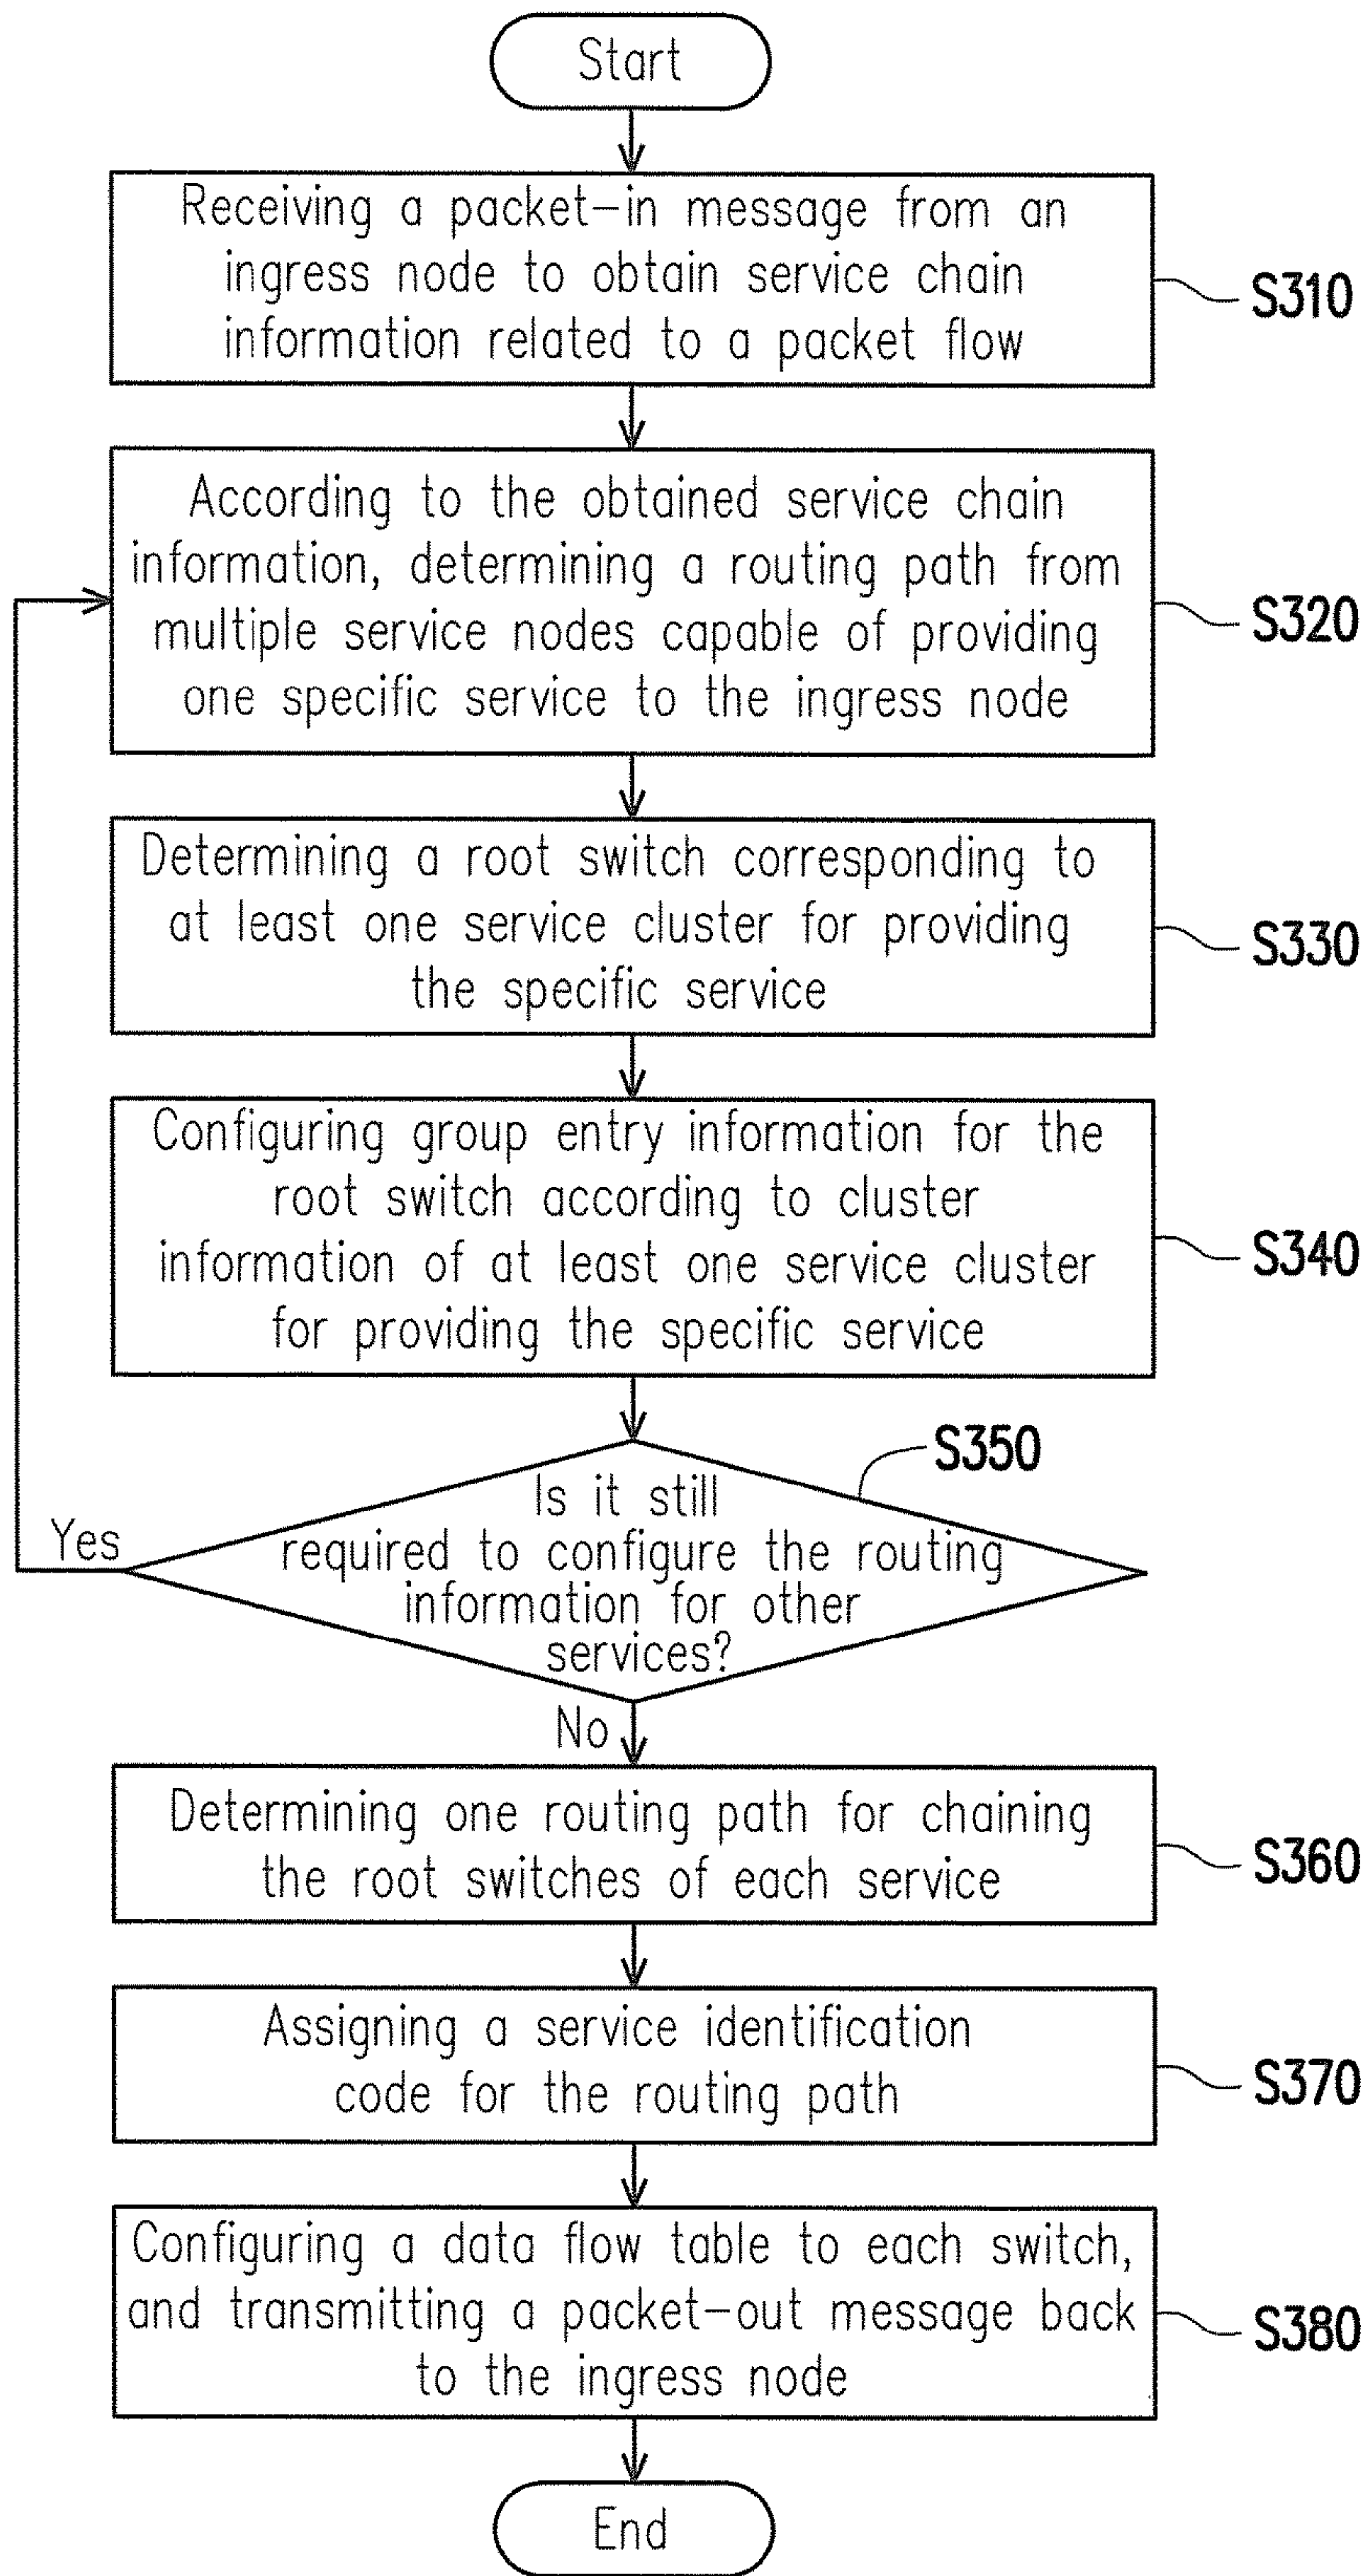 Start
Receiving a packet-in message from an
ingress node to obtain service chain
information related to a packet flow
S310
According to the obtained service chain
information, determining a routing path from
multiple service nodes capable of providing
one specific service to the ingress node
S320
Determining a root switch corresponding to
at least one service cluster for providing
the specific service
S330
Configuring group entry information for the
root switch according to cluster
information of at least one service cluster
for providing the specific service
S340
S350
Is it still
required to configure the routing
information for other
services?
Yes
No
Determining one routing path for chaining
the root switches of each service
S360
Assigning a service identification
code for the routing path
S370
Configuring a data flow table to each switch,
and transmitting a packet-out message back
to the ingress node
S380
End